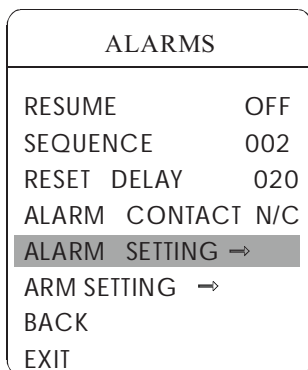 ALARMS
RESUME OFF
SEQUENCE 002
RESET DELAY 020
ALARM CONTACT N/C
ALARM SETTING ⇒
ARM SETTING ⇒
BACK
EXIT